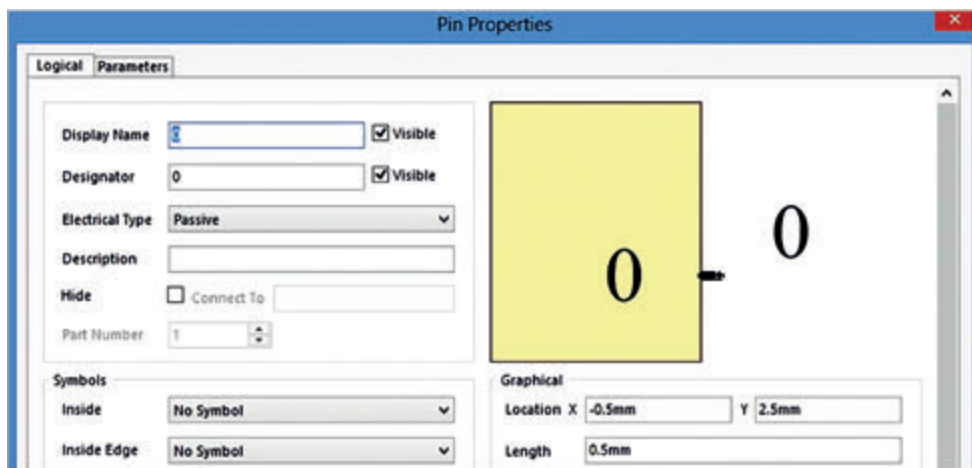 Pin Properties
Logical Parameters
Display Name 0 Visible
Designator 0 Visible
Electrical Type Passive
Description
Hide Connect To
Part Number 1
0 0
Symbols
Inside No Symbol
Inside Edge No Symbol
Graphical
Location X -0.5mm Y 2.5mm
Length 0.5mm